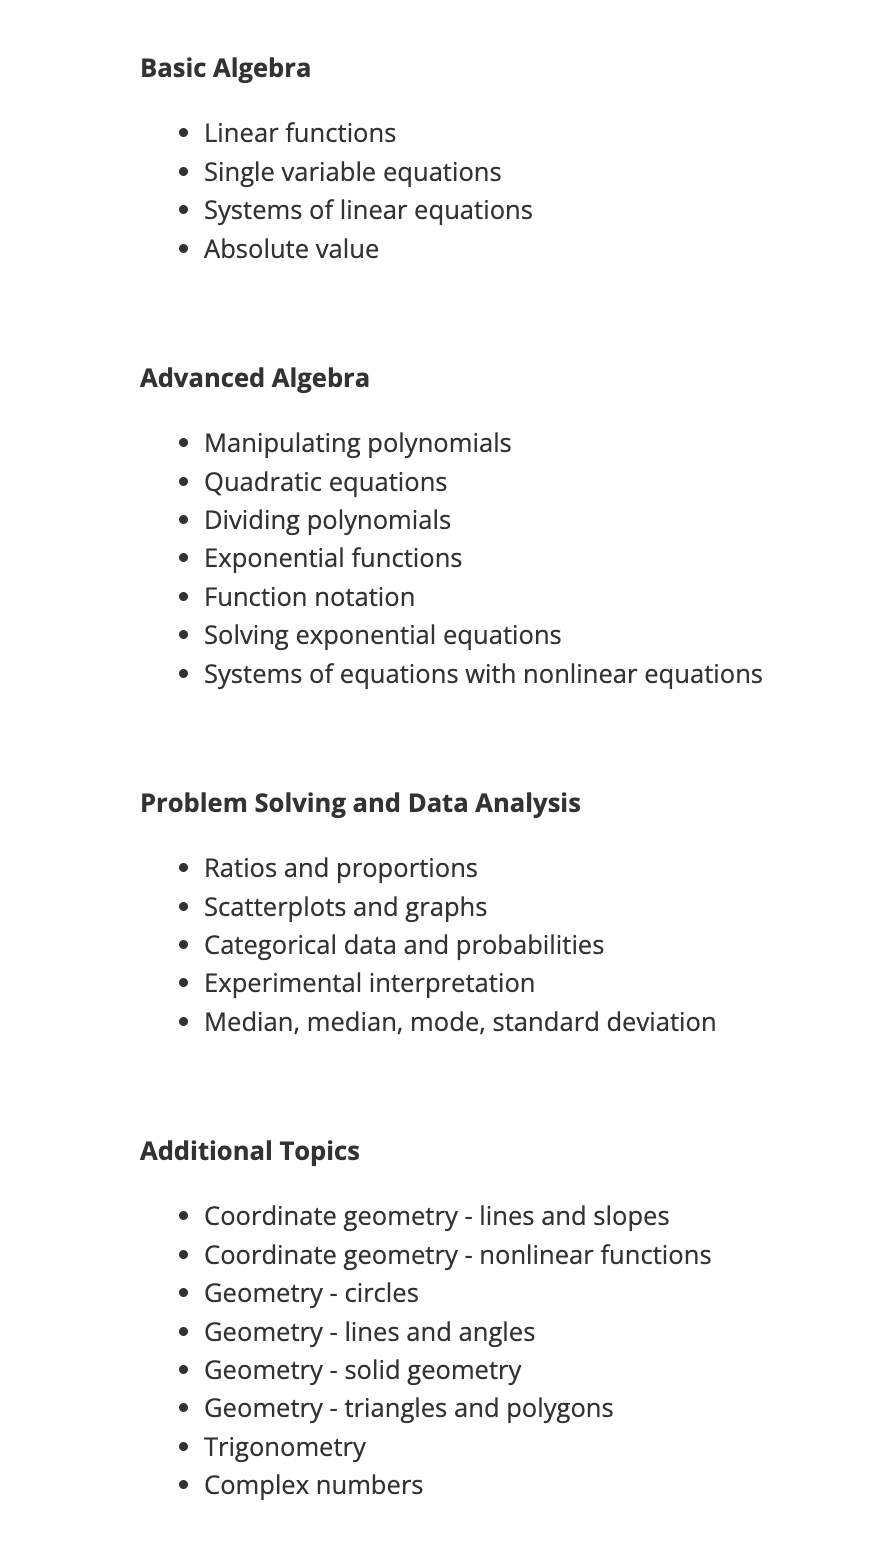 Basic Algebra
• Linear functions
• Single variable equations
• Systems of linear equations
• Absolute value
Advanced Algebra
• Manipulating polynomials
• Quadratic equations
• Dividing polynomials
• Exponential functions
• Function notation
• Solving exponential equations
• Systems of equations with nonlinear equations
Problem Solving and Data Analysis
• Ratios and proportions
• Scatterplots and graphs
• Categorical data and probabilities
• Experimental interpretation
• Median, median, mode, standard deviation
Additional Topics
• Coordinate geometry - lines and slopes
• Coordinate geometry - nonlinear functions
• Geometry - circles
• Geometry - lines and angles
• Geometry - solid geometry
• Geometry - triangles and polygons
• Trigonometry
• Complex numbers